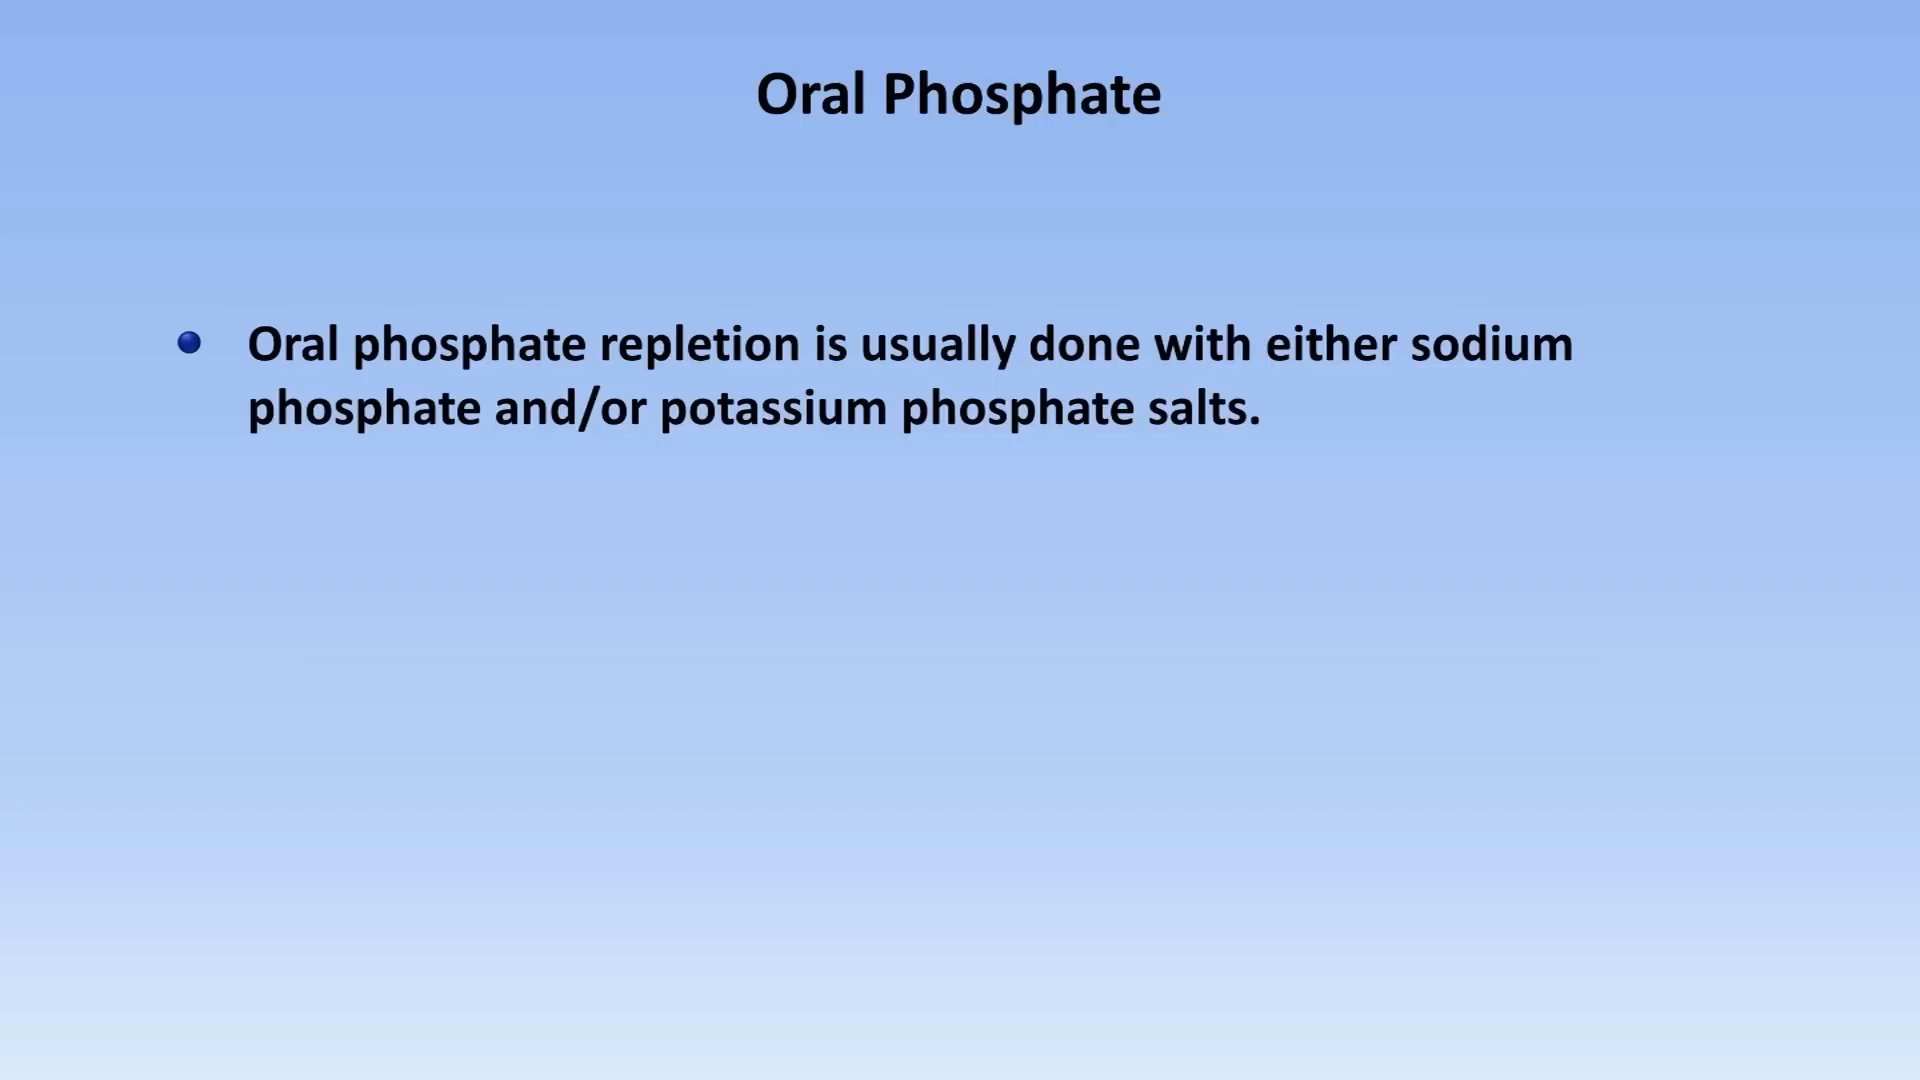 Oral Phosphate
Oral phosphate repletion is usually done with either sodium
phosphate and/or potassium phosphate salts.